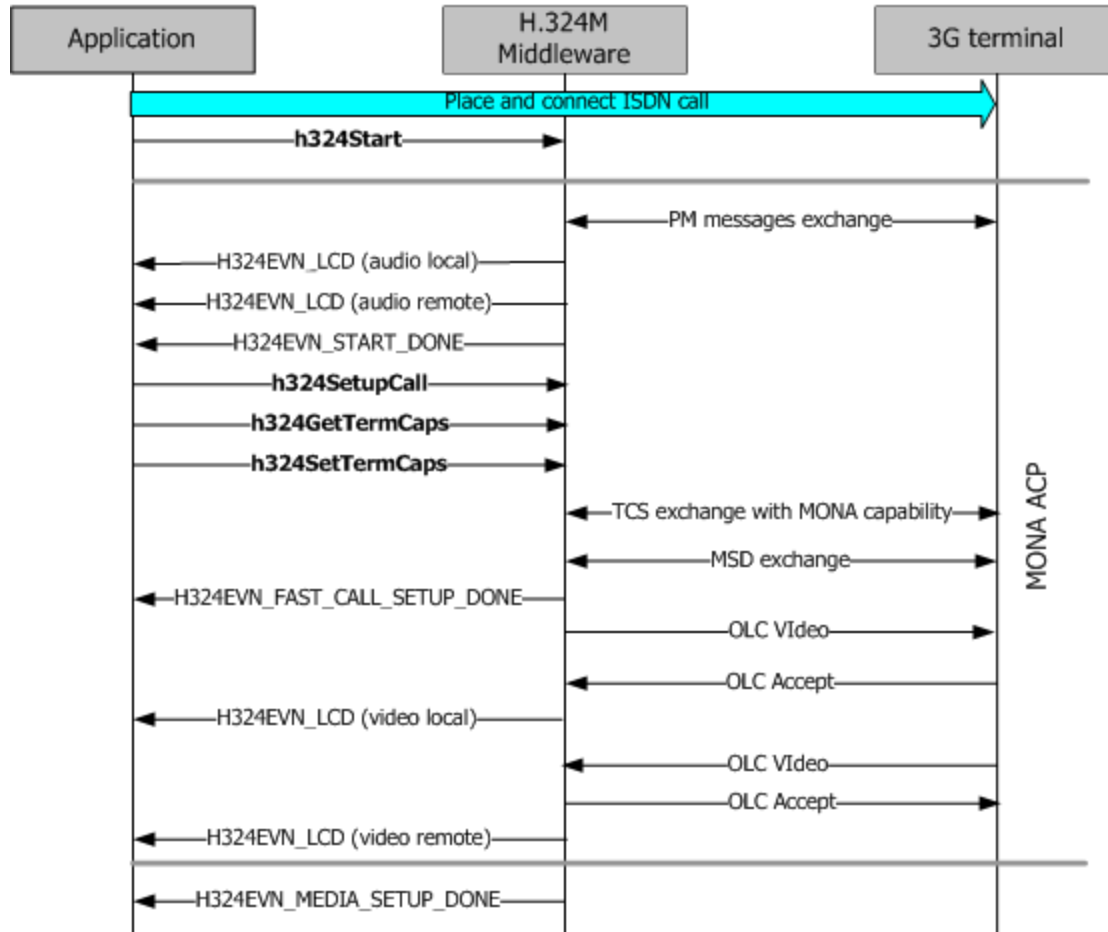 Application
H.324M
Middleware
3G terminal
Place and connect ISDN call
h324Start
PM messages exchange
H324EVN_LCD (audio local)
H324EVN_LCD (audio remote)
H324EVN_START_DONE
h324SetupCall
h324GetTermCaps
h324SetTermCaps
MONA ACP
TCS exchange with MONA capability
MSD exchange
H324EVN_FAST_CALL_SETUP_DONE
OLC VIdeo
OLC Accept
H324EVN_LCD (video local)
OLC VIdeo
OLC Accept
H324EVN_LCD (video remote)
H324EVN_MEDIA_SETUP_DONE